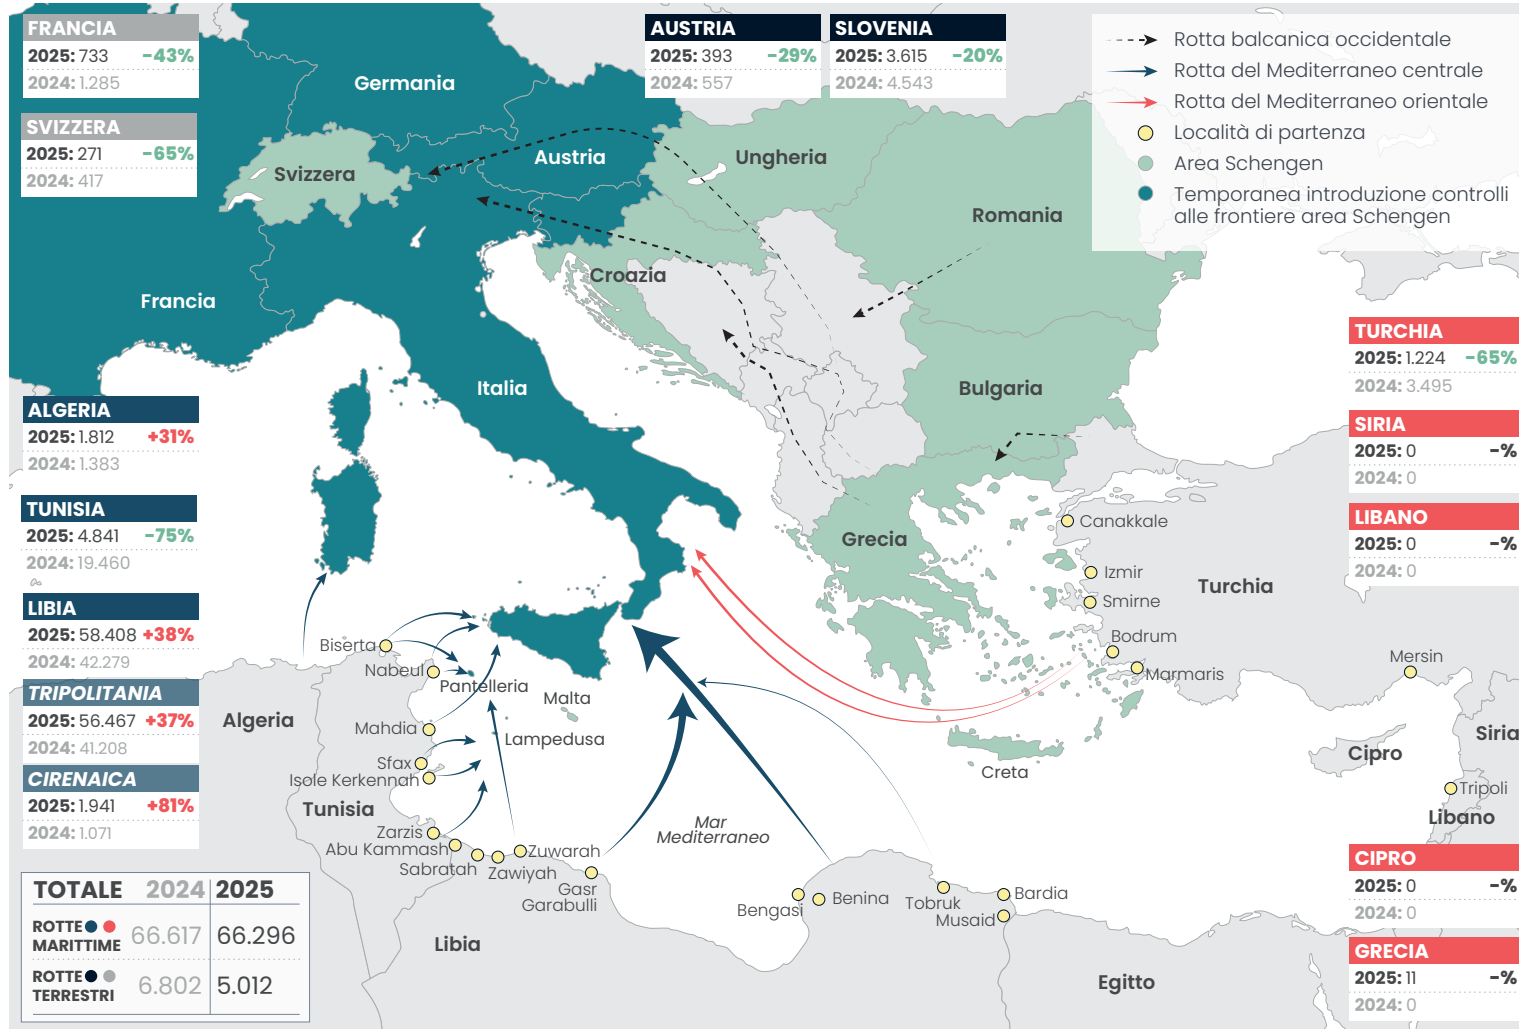 FRANCIA
2025: 733 -43%
2024: 1.285
SVIZZERA
2025: 271 -65%
2024: 417
AUSTRIA
2025: 393 -29%
2024: 557
SLOVENIA
2025: 3.615 -20%
2024: 4.543
Rotta balcanica occidentale
Rotta del Mediterraneo centrale
Rotta del Mediterraneo orientale
Località di partenza
Area Schengen
Temporanea introduzione controlli
alle frontiere area Schengen
Germania
Austria
Svizzera
Ungheria
Romania
Croazia
Francia
Italia
Bulgaria
Grecia
Turchia
ALGERIA
2025: 1.812 +31%
2024: 1.383
TUNISIA
2025: 4.841 -75%
2024: 19.460
LIBIA
2025: 58.408 +38%
2024: 42.279
TRIPOLITANIA
2025: 56.467 +37%
2024: 41.208
CIRENAICA
2025: 1.941 +81%
2024: 1.071
TURCHIA
2025: 1.224 -65%
2024: 3.495
SIRIA
2025: 0 -%
2024: 0
LIBANO
2025: 0 -%
2024: 0
Canakkale
Izmir
Smirne
Bodrum
Marmaris
Mersin
Biserta
Nabeul
Pantelleria
Malta
Mahdia
Lampedusa
Sfax
Isole Kerkennah
Algeria
Tunisia
Zarzis
Abu Kammash
Sabratah
Zawiyah
Zuwarah
Gasr
Garabulli
Mar
Mediterraneo
Creta
Cipro
Siria
Tripoli
Libano
Bengasi
Benina
Tobruk
Bardia
Musaid
Libia
Egitto
CIPRO
2025: 0 -%
2024: 0
GRECIA
2025: 11 -%
2024: 0
TOTALE 2024 2025
ROTTE
MARITTIME 66.617 66.296
ROTTE
TERRESTRI 6.802 5.012